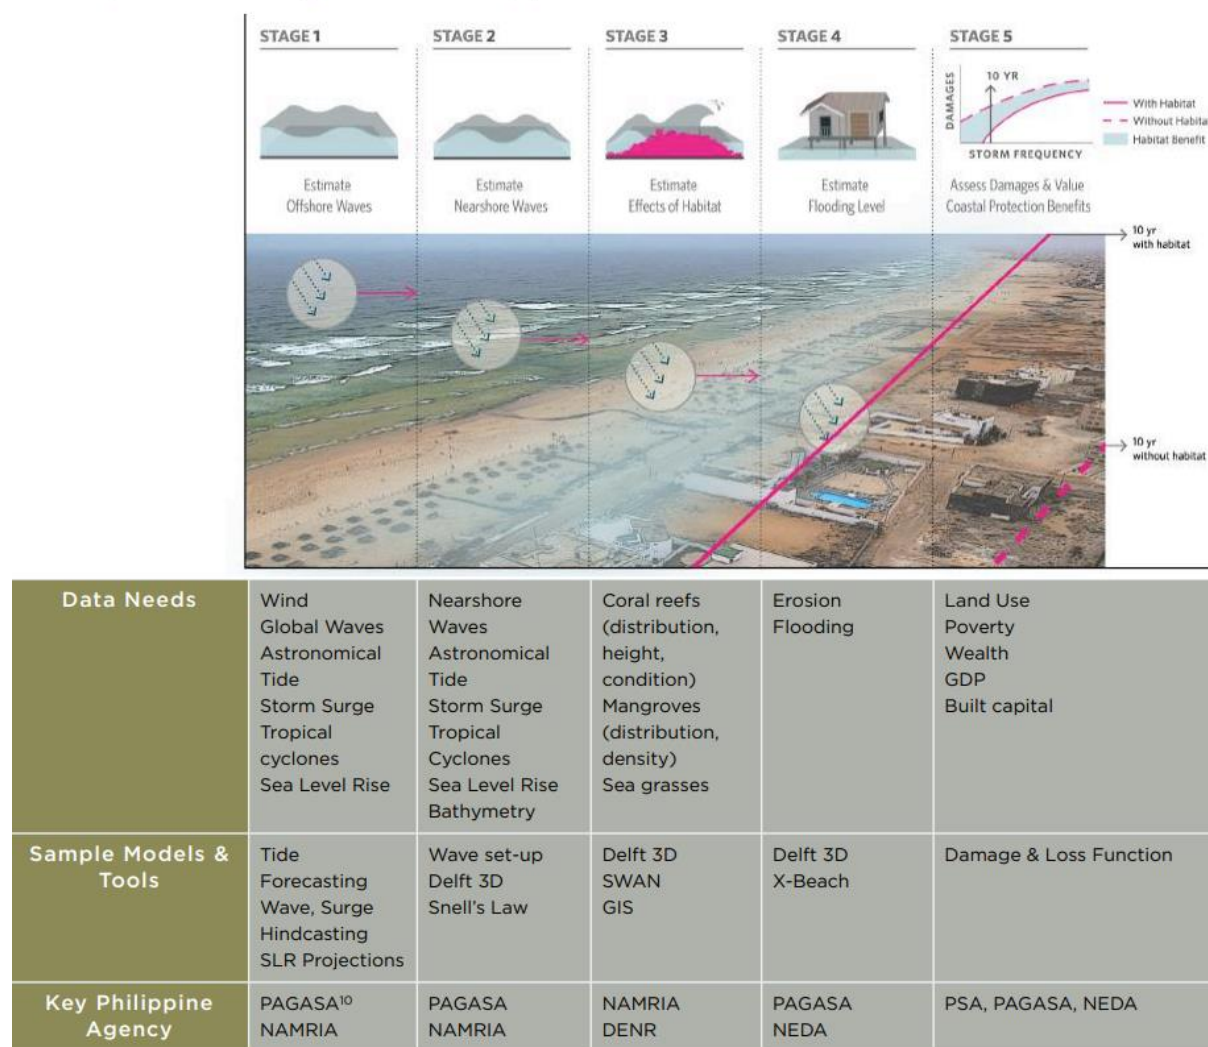 STAGE 1
STAGE 2
STAGE 3
STAGE 4
STAGE 5
DAMAGES
10 YR
STORM FREQUENCY
With Habitat
Without Habita
Habitat Benefit
Estimate
Offshore Waves
Estimate
Nearshore Waves
Estimate
Effects of Habitat
Estimate
Flooding Level
Assess Damages & Value
Coastal Protection Benefits
10 yr
with habitat
10 yr
without habitat
Data Needs
Wind
Global Waves
Astronomical
Tide
Storm Surge
Tropical
cyclones
Sea Level Rise
Nearshore
Waves
Astronomical
Tide
Storm Surge
Tropical
Cyclones
Sea Level Rise
Bathymetry
Coral reefs
(distribution,
height,
condition)
Mangroves
(distribution,
density)
Sea grasses
Erosion
Flooding
Land Use
Poverty
Wealth
GDP
Built capital
Sample Models &
Tools
Tide
Forecasting
Wave, Surge
Hindcasting
SLR Projections
Wave set-up
Delft 3D
Snell's Law
Delft 3D
SWAN
GIS
Delft 3D
X-Beach
Damage & Loss Function
Key Philippine
Agency
PAGASA¹⁰
NAMRIA
PAGASA
NAMRIA
NAMRIA
DENR
PAGASA
NEDA
PSA, PAGASA, NEDA